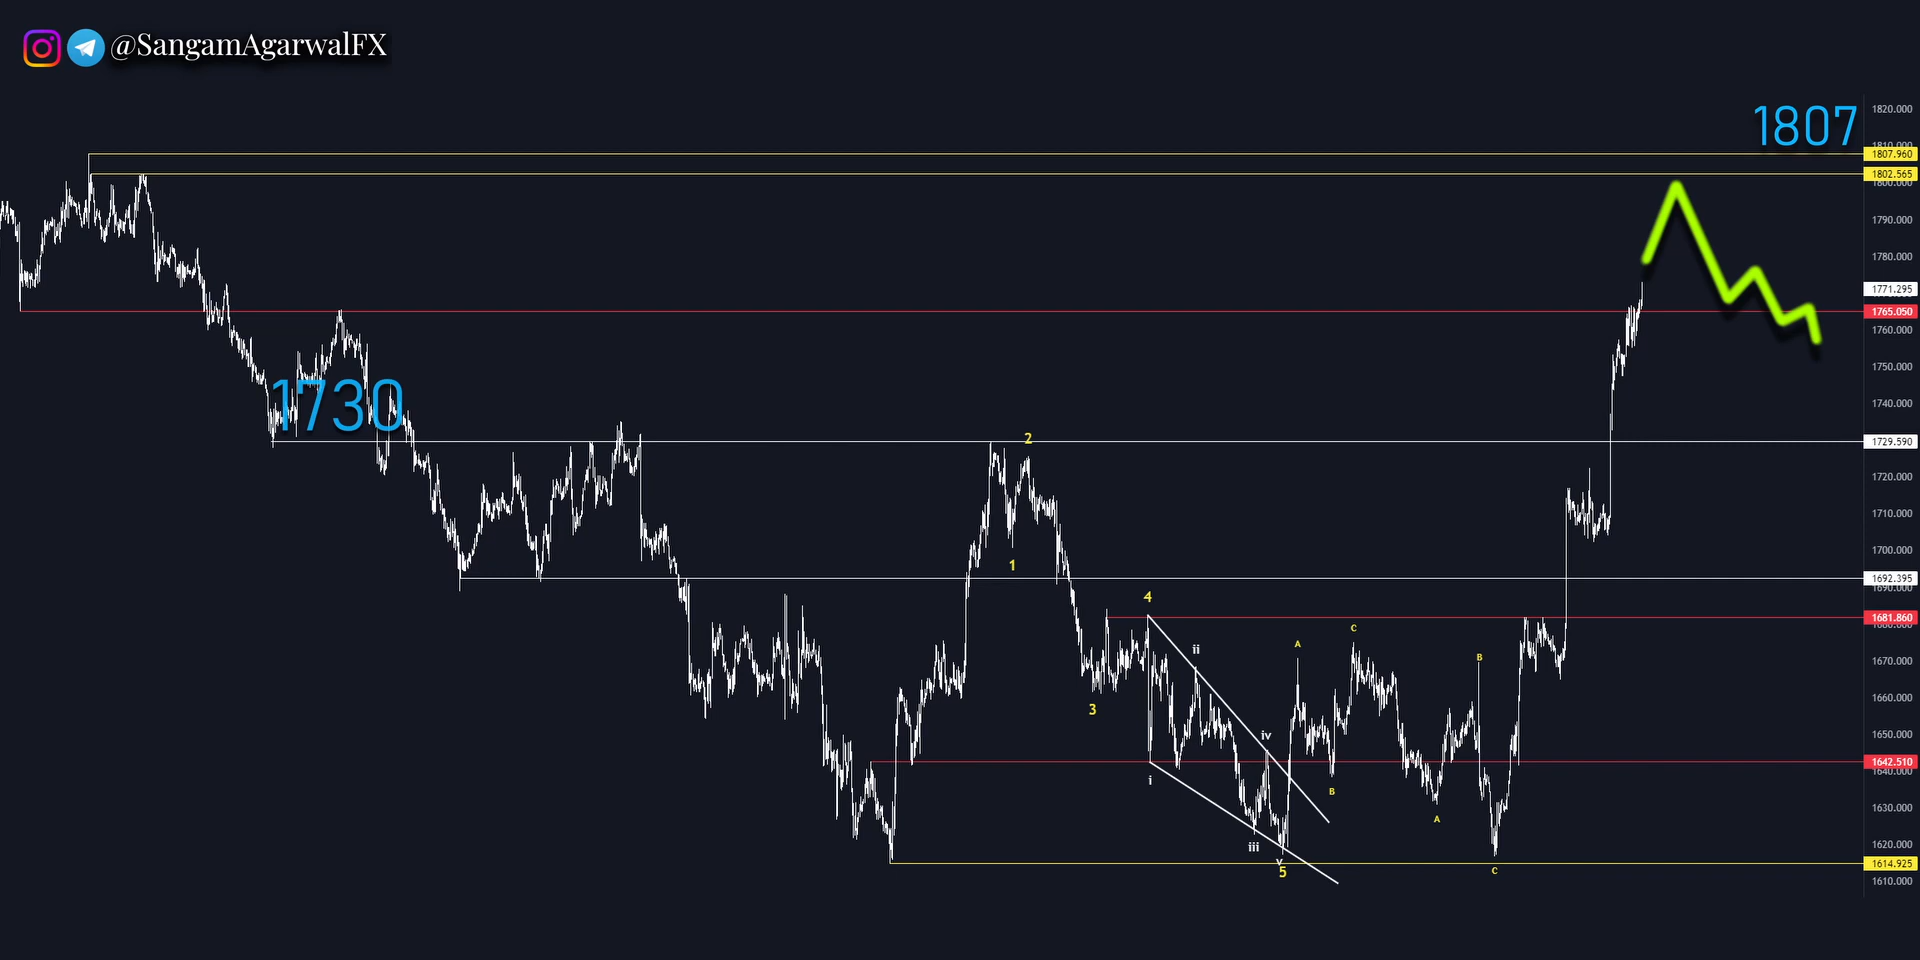 @SangamAgarwalFX
1807
1820.000
1807.960
1802.565
1790.000
1780.000
1771.295
1765.050
1760.000
1750.000
1740.000
1730
1729.590
1720.000
1710.000
1700.000
1692.395
1681.860
1670.000
1660.000
1650.000
1642.510
1640.000
1630.000
1620.000
1614.925
1610.000
2
1
4
3
ii
i
iv
iii
v
5
A
C
B
B
A
C